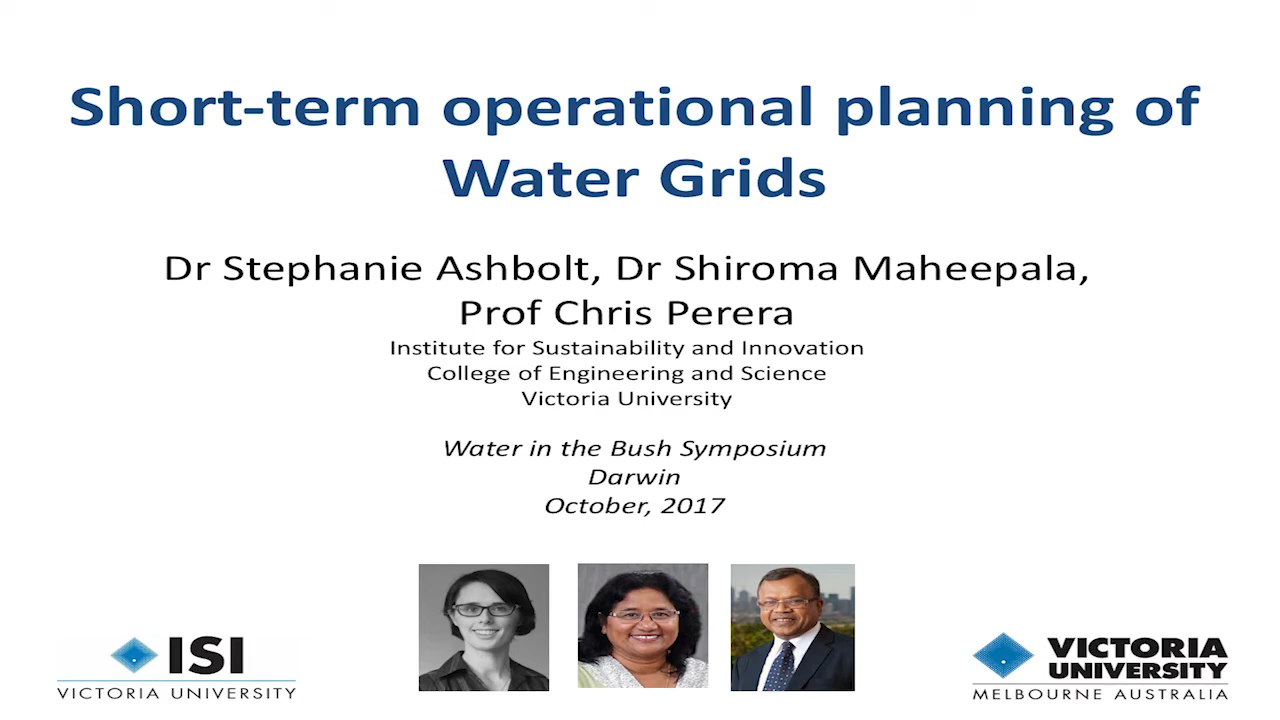 Short-term operational planning of
Water Grids
Dr Stephanie Ashbolt, Dr Shiroma Maheepala,
Prof Chris Perera
Institute for Sustainability and Innovation
College of Engineering and Science
Victoria University
Water in the Bush Symposium
Darwin
October, 2017
ISI
VICTORIA UNIVERSITY
VICTORIA
UNIVERSITY
MELBOURNE AUSTRALIA